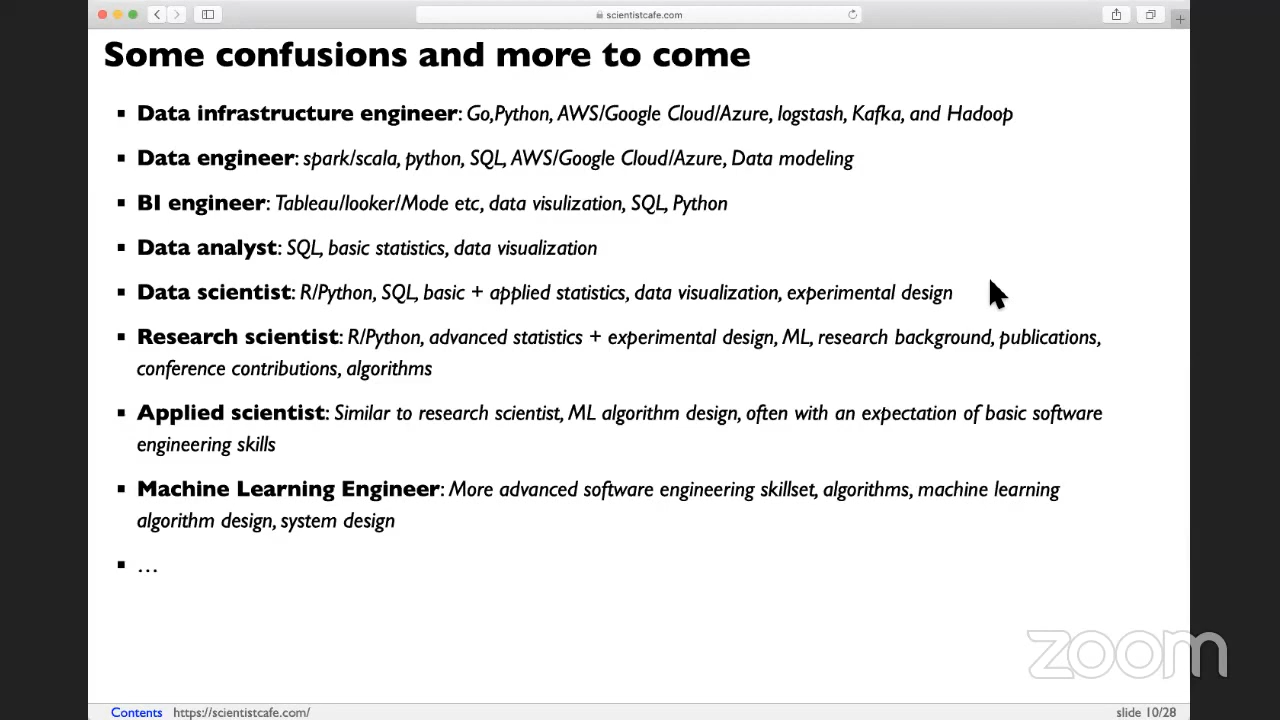 scientistcafe.com
Some confusions and more to come
▪ Data infrastructure engineer: Go,Python, AWS/Google Cloud/Azure, logstash, Kafka, and Hadoop
▪ Data engineer: spark/scala, python, SQL, AWS/Google Cloud/Azure, Data modeling
▪ BI engineer: Tableau/looker/Mode etc, data visulization, SQL, Python
▪ Data analyst: SQL, basic statistics, data visualization
▪ Data scientist: R/Python, SQL, basic + applied statistics, data visualization, experimental design
▪ Research scientist: R/Python, advanced statistics + experimental design, ML, research background, publications,
conference contributions, algorithms
▪ Applied scientist: Similar to research scientist, ML algorithm design, often with an expectation of basic software
engineering skills
▪ Machine Learning Engineer: More advanced software engineering skillset, algorithms, machine learning
algorithm design, system design
▪ …
zoom
Contents https://scientistcafe.com/ slide 10/28